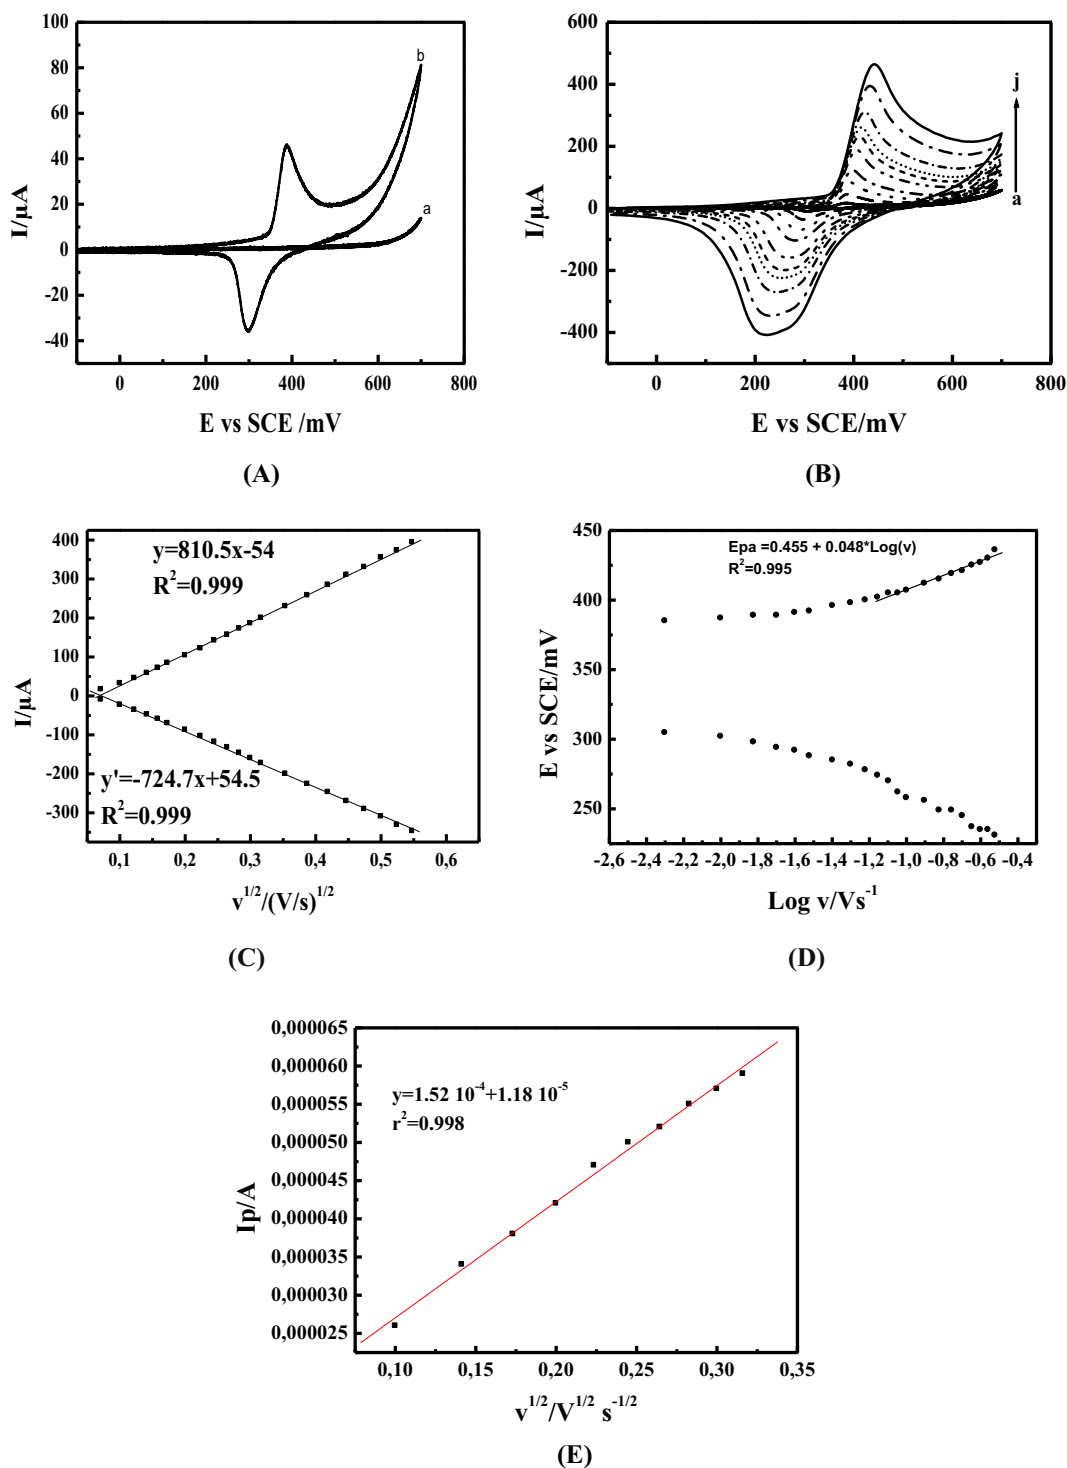 100
80
60
40
20
0
-20
-40
I/µA
b
a
0 200 400 600 800
E vs SCE /mV
(A)
600
400
200
0
-200
-400
I/µA
j
a
0 200 400 600 800
E vs SCE/mV
(B)
400
300
200
100
0
-100
-200
-300
I/µA
y=810.5x-54
R²=0.999
y'=-724.7x+54.5
R²=0.999
0,1 0,2 0,3 0,4 0,5 0,6
v^1/2/(V/s)^1/2
(C)
450
400
350
300
250
E vs SCE/mV
Epa =0.455 + 0.048*Log(v)
R²=0.995
-2,6 -2,4 -2,2 -2,0 -1,8 -1,6 -1,4 -1,2 -1,0 -0,8 -0,6 -0,4
Log v/Vs^-1
(D)
0,000065
0,000060
0,000055
0,000050
0,000045
0,000040
0,000035
0,000030
0,000025
Ip/A
y=1.52 10^-4+1.18 10^-5
r²=0.998
0,10 0,15 0,20 0,25 0,30 0,35
v^1/2/V^1/2 s^-1/2
(E)